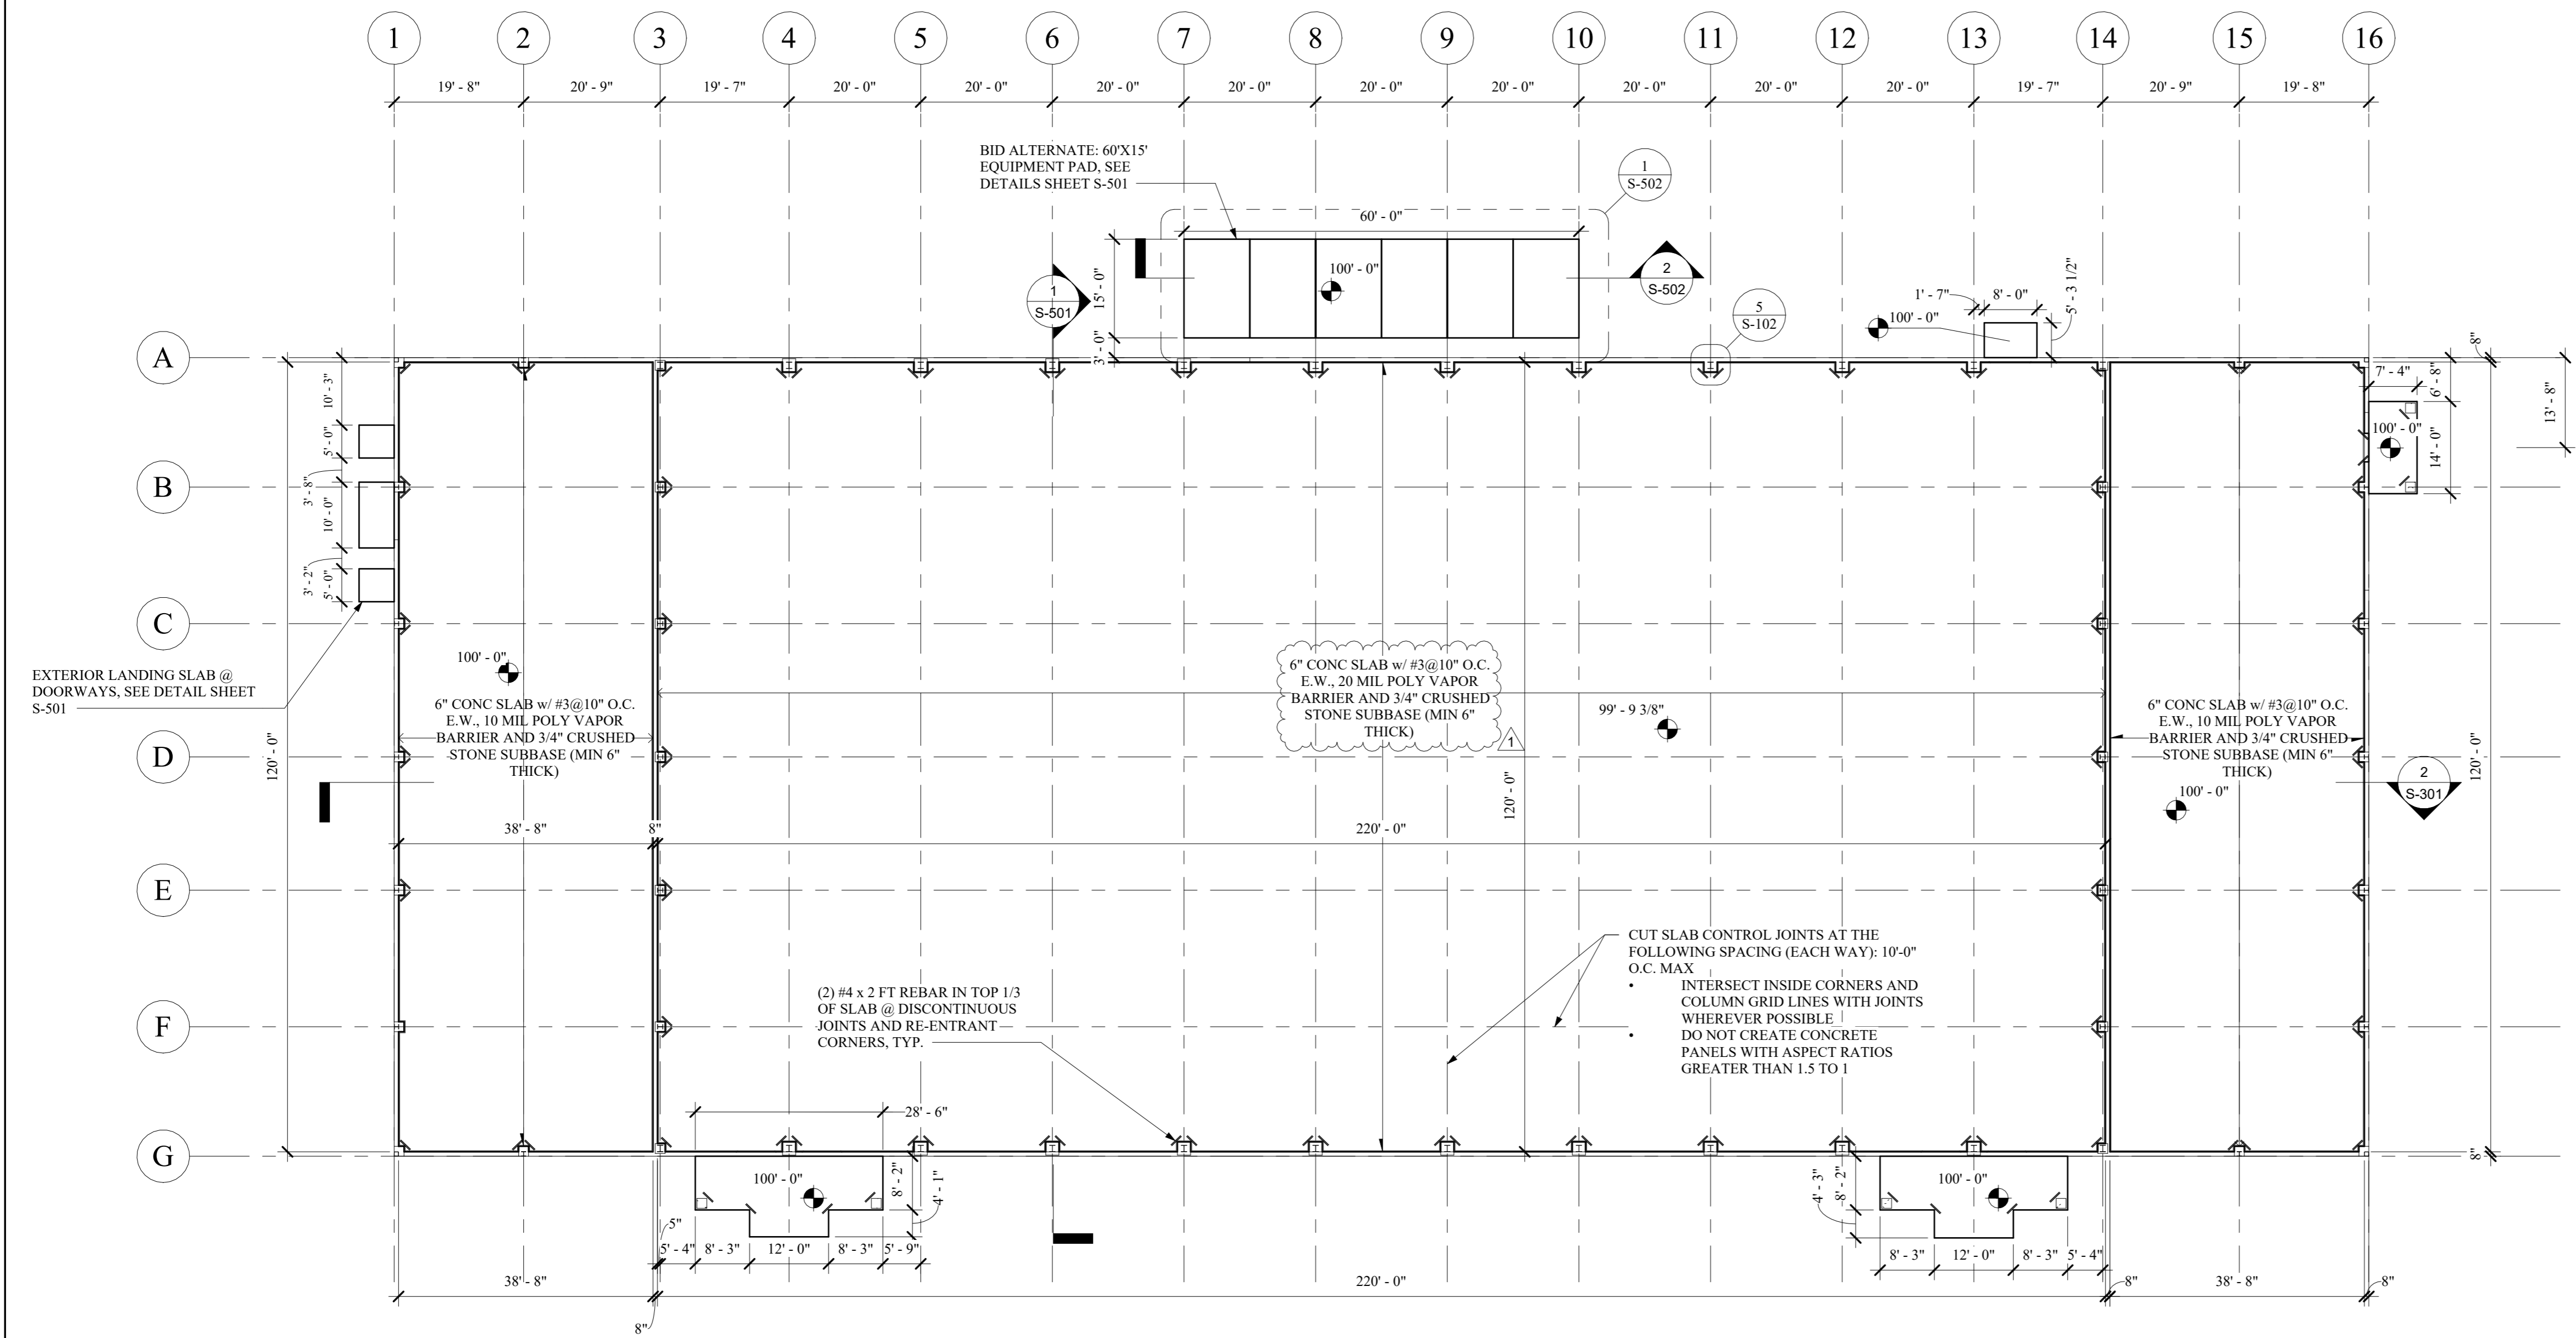 1 2 3 4 5 6 7 8 9 10 11 12 13 14 15 16
19' - 8" 20' - 9" 19' - 7" 20' - 0" 20' - 0" 20' - 0" 20' - 0" 20' - 0" 20' - 0" 20' - 0" 20' - 0" 20' - 0" 19' - 7" 20' - 9" 19' - 8"
BID ALTERNATE: 60'X15'
EQUIPMENT PAD, SEE
DETAILS SHEET S-501
1
S-502
60' - 0"
15' - 0"
3' - 0"
100' - 0"
1
S-501
2
S-502
5
S-102
1' - 7"
8' - 0"
5' - 3 1/2"
100' - 0"
8"
7' - 4"
6' - 8"
13' - 8"
100' - 0"
14' - 0"
A
B
C
D
E
F
G
10' - 3"
5' - 0"
3' - 8"
10' - 0"
3' - 2"
5' - 0"
120' - 0"
EXTERIOR LANDING SLAB @
DOORWAYS, SEE DETAIL SHEET
S-501
100' - 0"
6" CONC SLAB w/ #3@10" O.C.
E.W., 10 MIL POLY VAPOR
BARRIER AND 3/4" CRUSHED
STONE SUBBASE (MIN 6"
THICK)
6" CONC SLAB w/ #3@10" O.C.
E.W., 20 MIL POLY VAPOR
BARRIER AND 3/4" CRUSHED
STONE SUBBASE (MIN 6"
THICK)
1
99' - 9 3/8"
6" CONC SLAB w/ #3@10" O.C.
E.W., 10 MIL POLY VAPOR
BARRIER AND 3/4" CRUSHED
STONE SUBBASE (MIN 6"
THICK)
100' - 0"
2
S-301
120' - 0"
120' - 0"
38' - 8"
8"
220' - 0"
CUT SLAB CONTROL JOINTS AT THE
FOLLOWING SPACING (EACH WAY): 10'-0"
O.C. MAX
• INTERSECT INSIDE CORNERS AND
COLUMN GRID LINES WITH JOINTS
WHEREVER POSSIBLE
• DO NOT CREATE CONCRETE
PANELS WITH ASPECT RATIOS
GREATER THAN 1.5 TO 1
(2) #4 x 2 FT REBAR IN TOP 1/3
OF SLAB @ DISCONTINUOUS
JOINTS AND RE-ENTRANT
CORNERS, TYP.
28' - 6"
100' - 0"
8' - 2"
4' - 1"
5"
5' - 4" 8' - 3" 12' - 0" 8' - 3" 5' - 9"
4' - 3"
8' - 2"
100' - 0"
8' - 3" 12' - 0" 8' - 3" 5' - 4"
8"
38' - 8"
8"
220' - 0"
8"
38' - 8"
8"